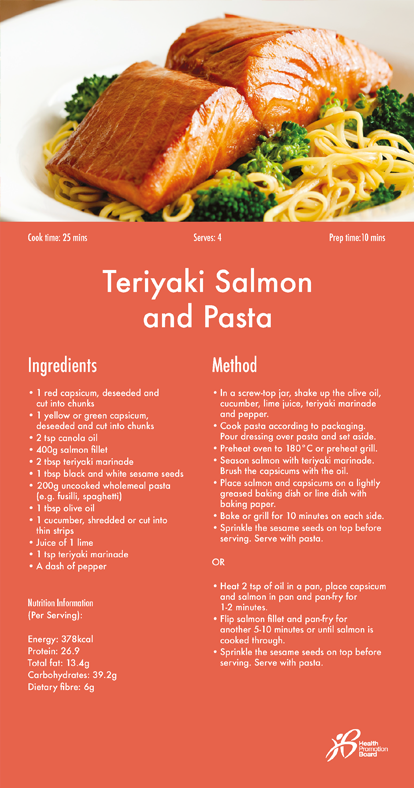 Cook time: 25 mins
Serves: 4
Prep time:10 mins
Teriyaki Salmon
and Pasta
Ingredients
• 1 red capsicum, deseeded and
cut into chunks
• 1 yellow or green capsicum,
deseeded and cut into chunks
• 2 tsp canola oil
• 400g salmon fillet
• 2 tbsp teriyaki marinade
• 1 tbsp black and white sesame seeds
• 200g uncooked wholemeal pasta
(e.g. fusilli, spaghetti)
• 1 tbsp olive oil
• 1 cucumber, shredded or cut into
thin strips
• Juice of 1 lime
• 1 tsp teriyaki marinade
• A dash of pepper
Nutrition Information
(Per Serving):
Energy: 378kcal
Protein: 26.9
Total fat: 13.4g
Carbohydrates: 39.2g
Dietary fibre: 6g
Method
• In a screw-top jar, shake up the olive oil,
cucumber, lime juice, teriyaki marinade
and pepper.
• Cook pasta according to packaging.
Pour dressing over pasta and set aside.
• Preheat oven to 180°C or preheat grill.
• Season salmon with teriyaki marinade.
Brush the capsicums with the oil.
• Place salmon and capsicums on a lightly
greased baking dish or line dish with
baking paper.
• Bake or grill for 10 minutes on each side.
• Sprinkle the sesame seeds on top before
serving. Serve with pasta.
OR
• Heat 2 tsp of oil in a pan, place capsicum
and salmon in pan and pan-fry for
1-2 minutes.
• Flip salmon fillet and pan-fry for
another 5-10 minutes or until salmon is
cooked through.
• Sprinkle the sesame seeds on top before
serving. Serve with pasta.
Health
Promotion
Board